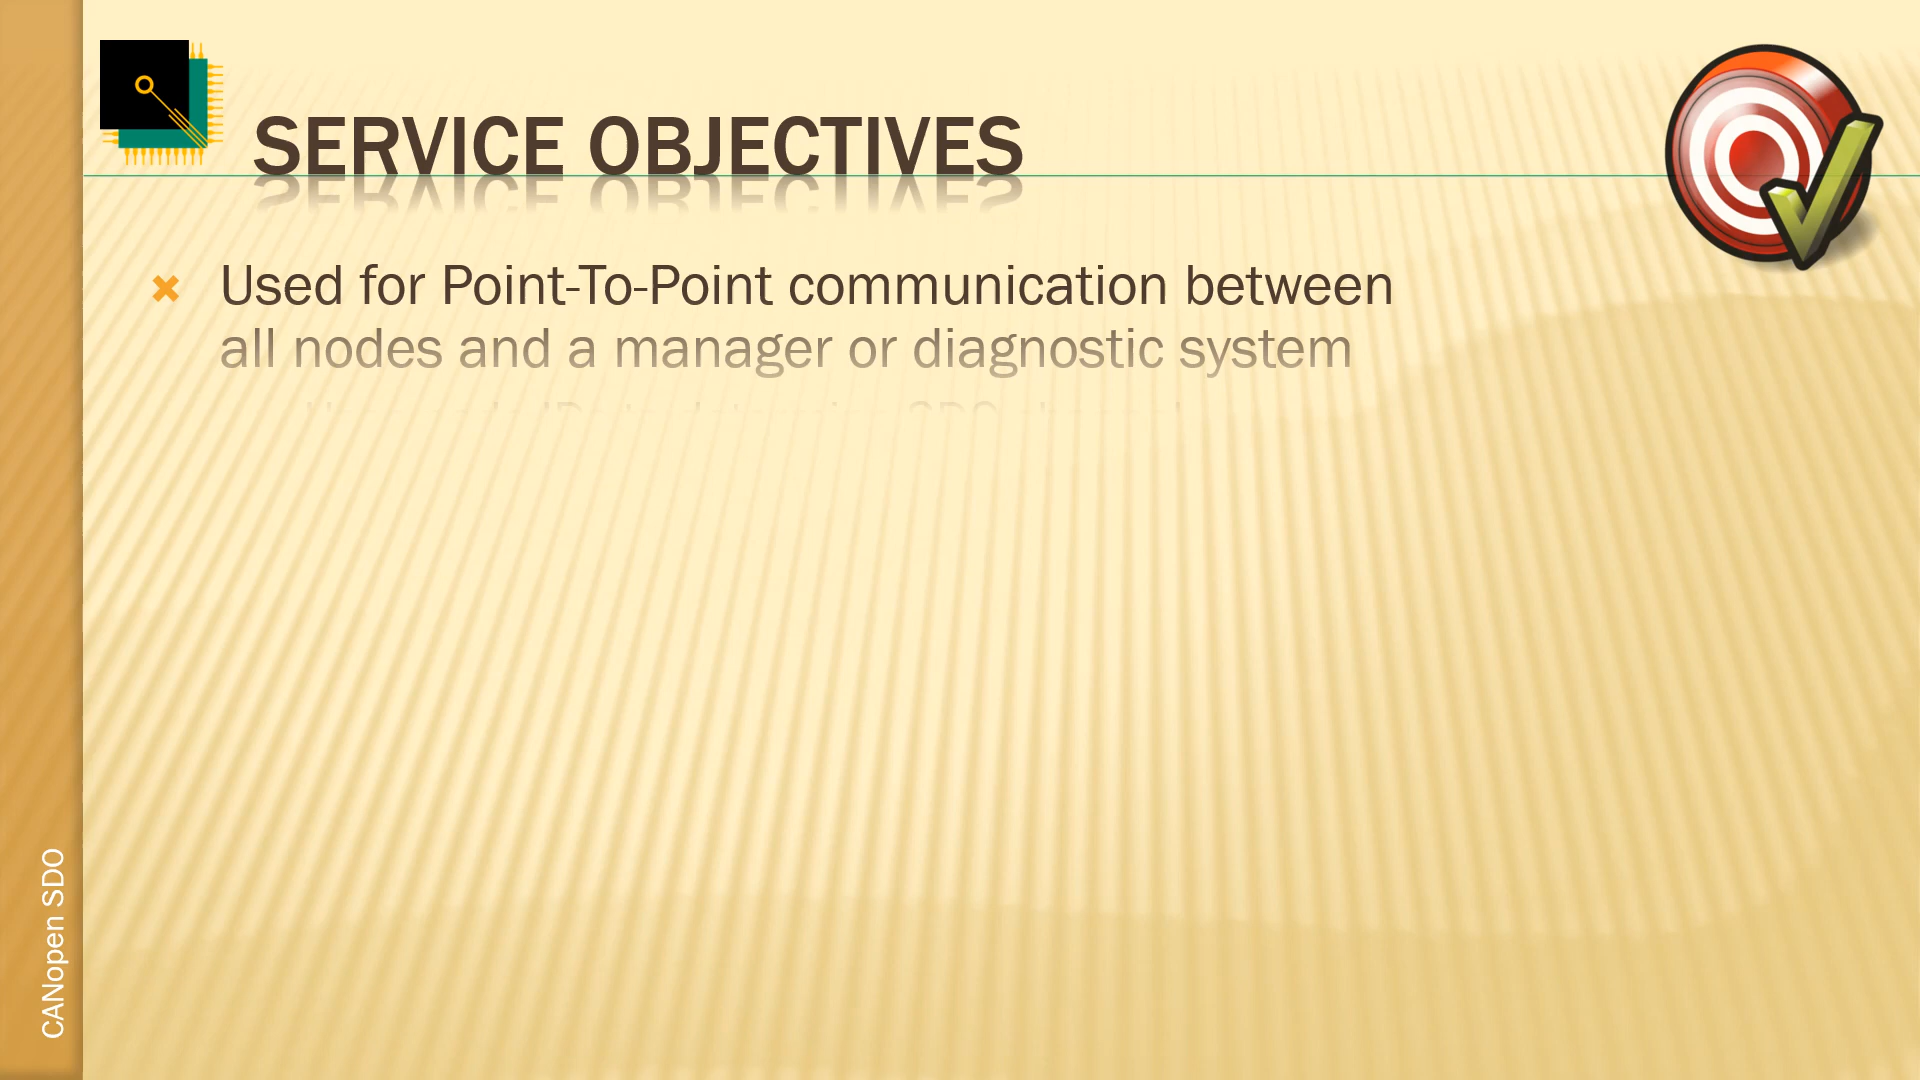 SERVICE OBJECTIVES
Used for Point-To-Point communication between
all nodes and a manager or diagnostic system
CANopen SDO